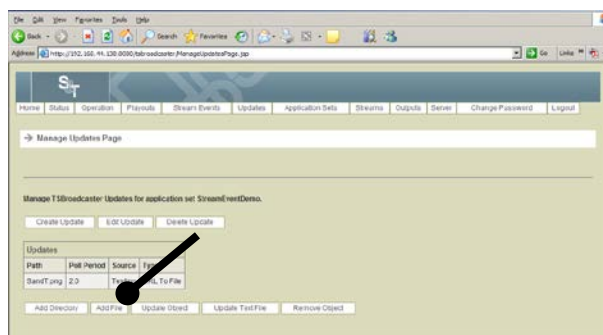 File Edit View Favorites Tools Help
Back Search Favorites
Address http://192.168.44.130:8080/tsbroadcaster/ManageUpdatesPage.jsp Go Links
S&T
Home Status Operation Playouts Stream Events Updates Application Sets Streams Outputs Server Change Password Logout
Manage Updates Page
Manage TSBroadcaster Updates for application set StreamEventDemo.
Create Update Edit Update Delete Update
Updates
Path Poll Period Source
SandT.png 2.0 To File
Add Directory Add File Update Object Update Text File Remove Object